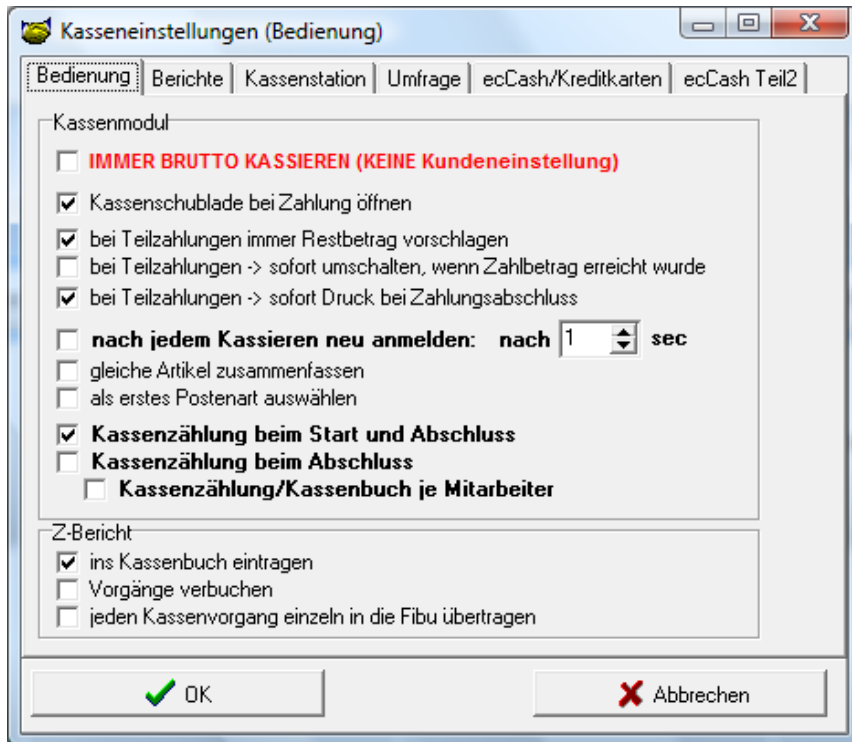 Kasseneinstellungen (Bedienung)
Bedienung Berichte Kassenstation Umfrage ecCash/Kreditkarten ecCash Teil2
Kassenmodul
IMMER BRUTTO KASSIEREN (KEINE Kundeneinstellung)
Kassenschublade bei Zahlung öffnen
bei Teilzahlungen immer Restbetrag vorschlagen
bei Teilzahlungen -> sofort umschalten, wenn Zahlbetrag erreicht wurde
bei Teilzahlungen -> sofort Druck bei Zahlungsabschluss
nach jedem Kassieren neu anmelden: nach 1 sec
gleiche Artikel zusammenfassen
als erstes Postenart auswählen
Kassenzählung beim Start und Abschluss
Kassenzählung beim Abschluss
Kassenzählung/Kassenbuch je Mitarbeiter
Z-Bericht
ins Kassenbuch eintragen
Vorgänge verbuchen
jeden Kassenvorgang einzeln in die Fibu übertragen
OK Abbrechen